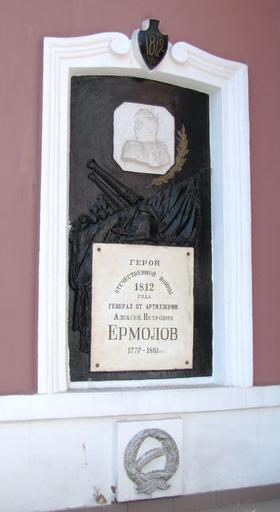 1812
ГЕРОЙ
ОТЕЧЕСТВЕННОЙ ВОЙНЫ
1812
ГОДА
ГЕНЕРАЛ ОТ АРТИЛЛЕРИИ
АЛЕКСЕЙ ПЕТРОВИЧ
ЕРМОЛОВ
1777-1861 г.г.